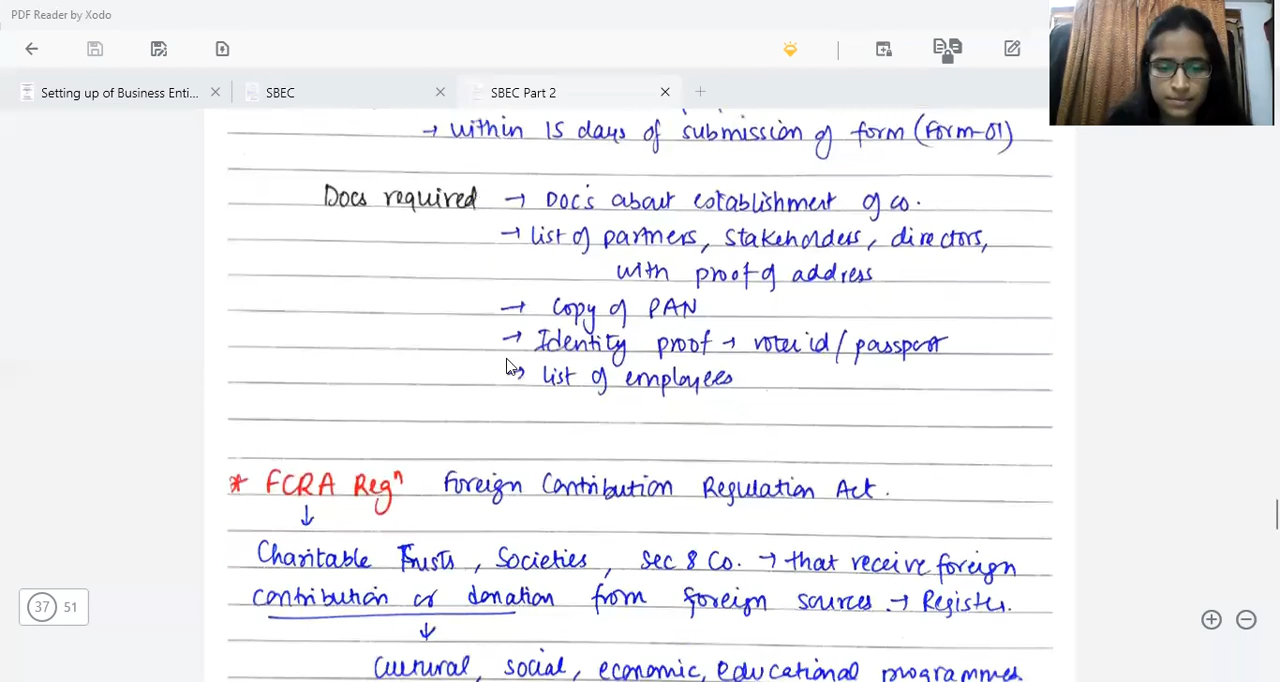 PDF Reader by Xodo
Setting up of Business Enti...
SBEC
SBEC Part 2
→ within 15 days of submission of form (Form-01)
Docs required → Doc's about establishment of co.
→ list of partners, stakeholders, directors,
with proof of address
→ copy of PAN
→ Identity proof → voter id / passport
→ list of employees
* FCRA Regⁿ Foreign Contribution Regulation Act.
↓
Charitable Trusts, Societies, Sec 8 Co. → that receive foreign
contribution or donation from foreign sources → Register.
↓
Cultural, social, economic, educational programmes
37 51